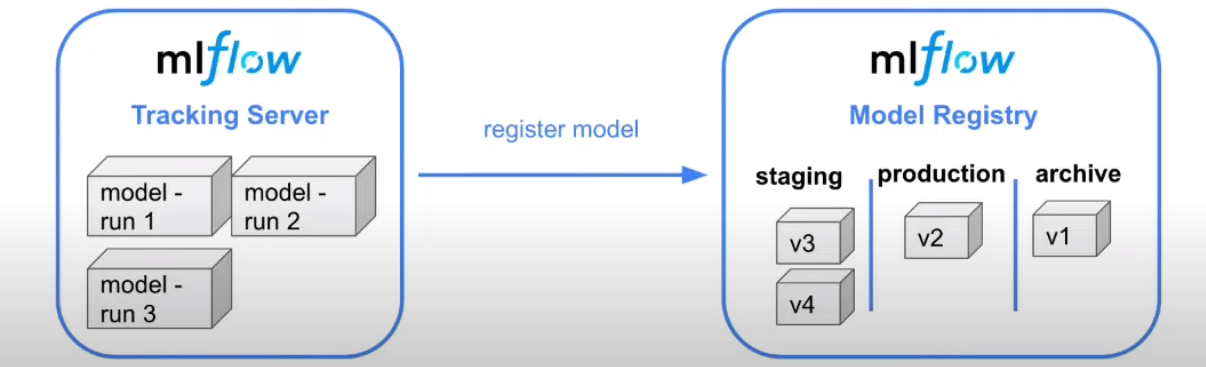 mlflow
Tracking Server
model -
run 1
model -
run 2
model -
run 3
register model
mlflow
Model Registry
staging
production
archive
v3
v2
v1
v4